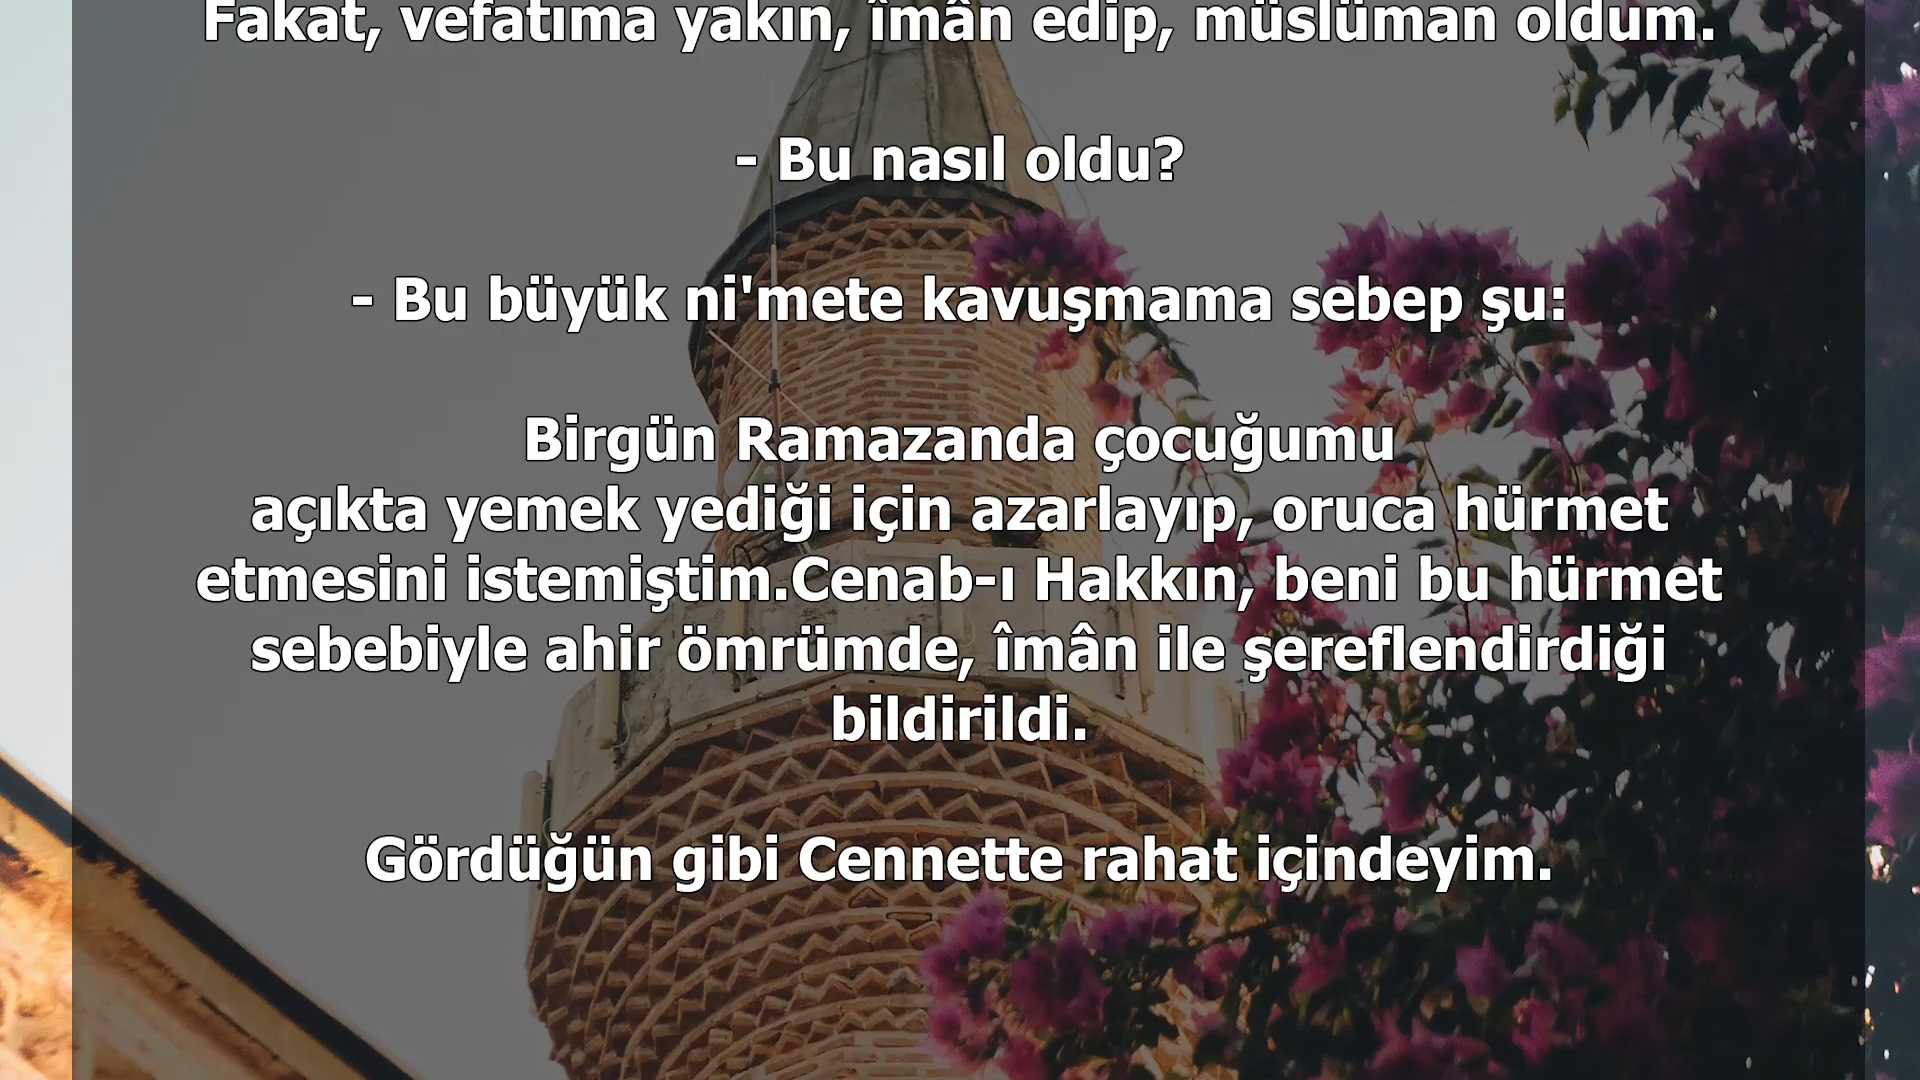 Fakat, vefatıma yakın, îmân edip, müslüman oldum.
- Bu nasıl oldu?
- Bu büyük ni'mete kavuşmama sebep şu:
Birgün Ramazanda çocuğumu
açıkta yemek yediği için azarlayıp, oruca hürmet
etmesini istemiştim.Cenab-ı Hakkın, beni bu hürmet
sebebiyle ahir ömrümde, îmân ile şereflendirdiği
bildirildi.
Gördüğün gibi Cennette rahat içindeyim.